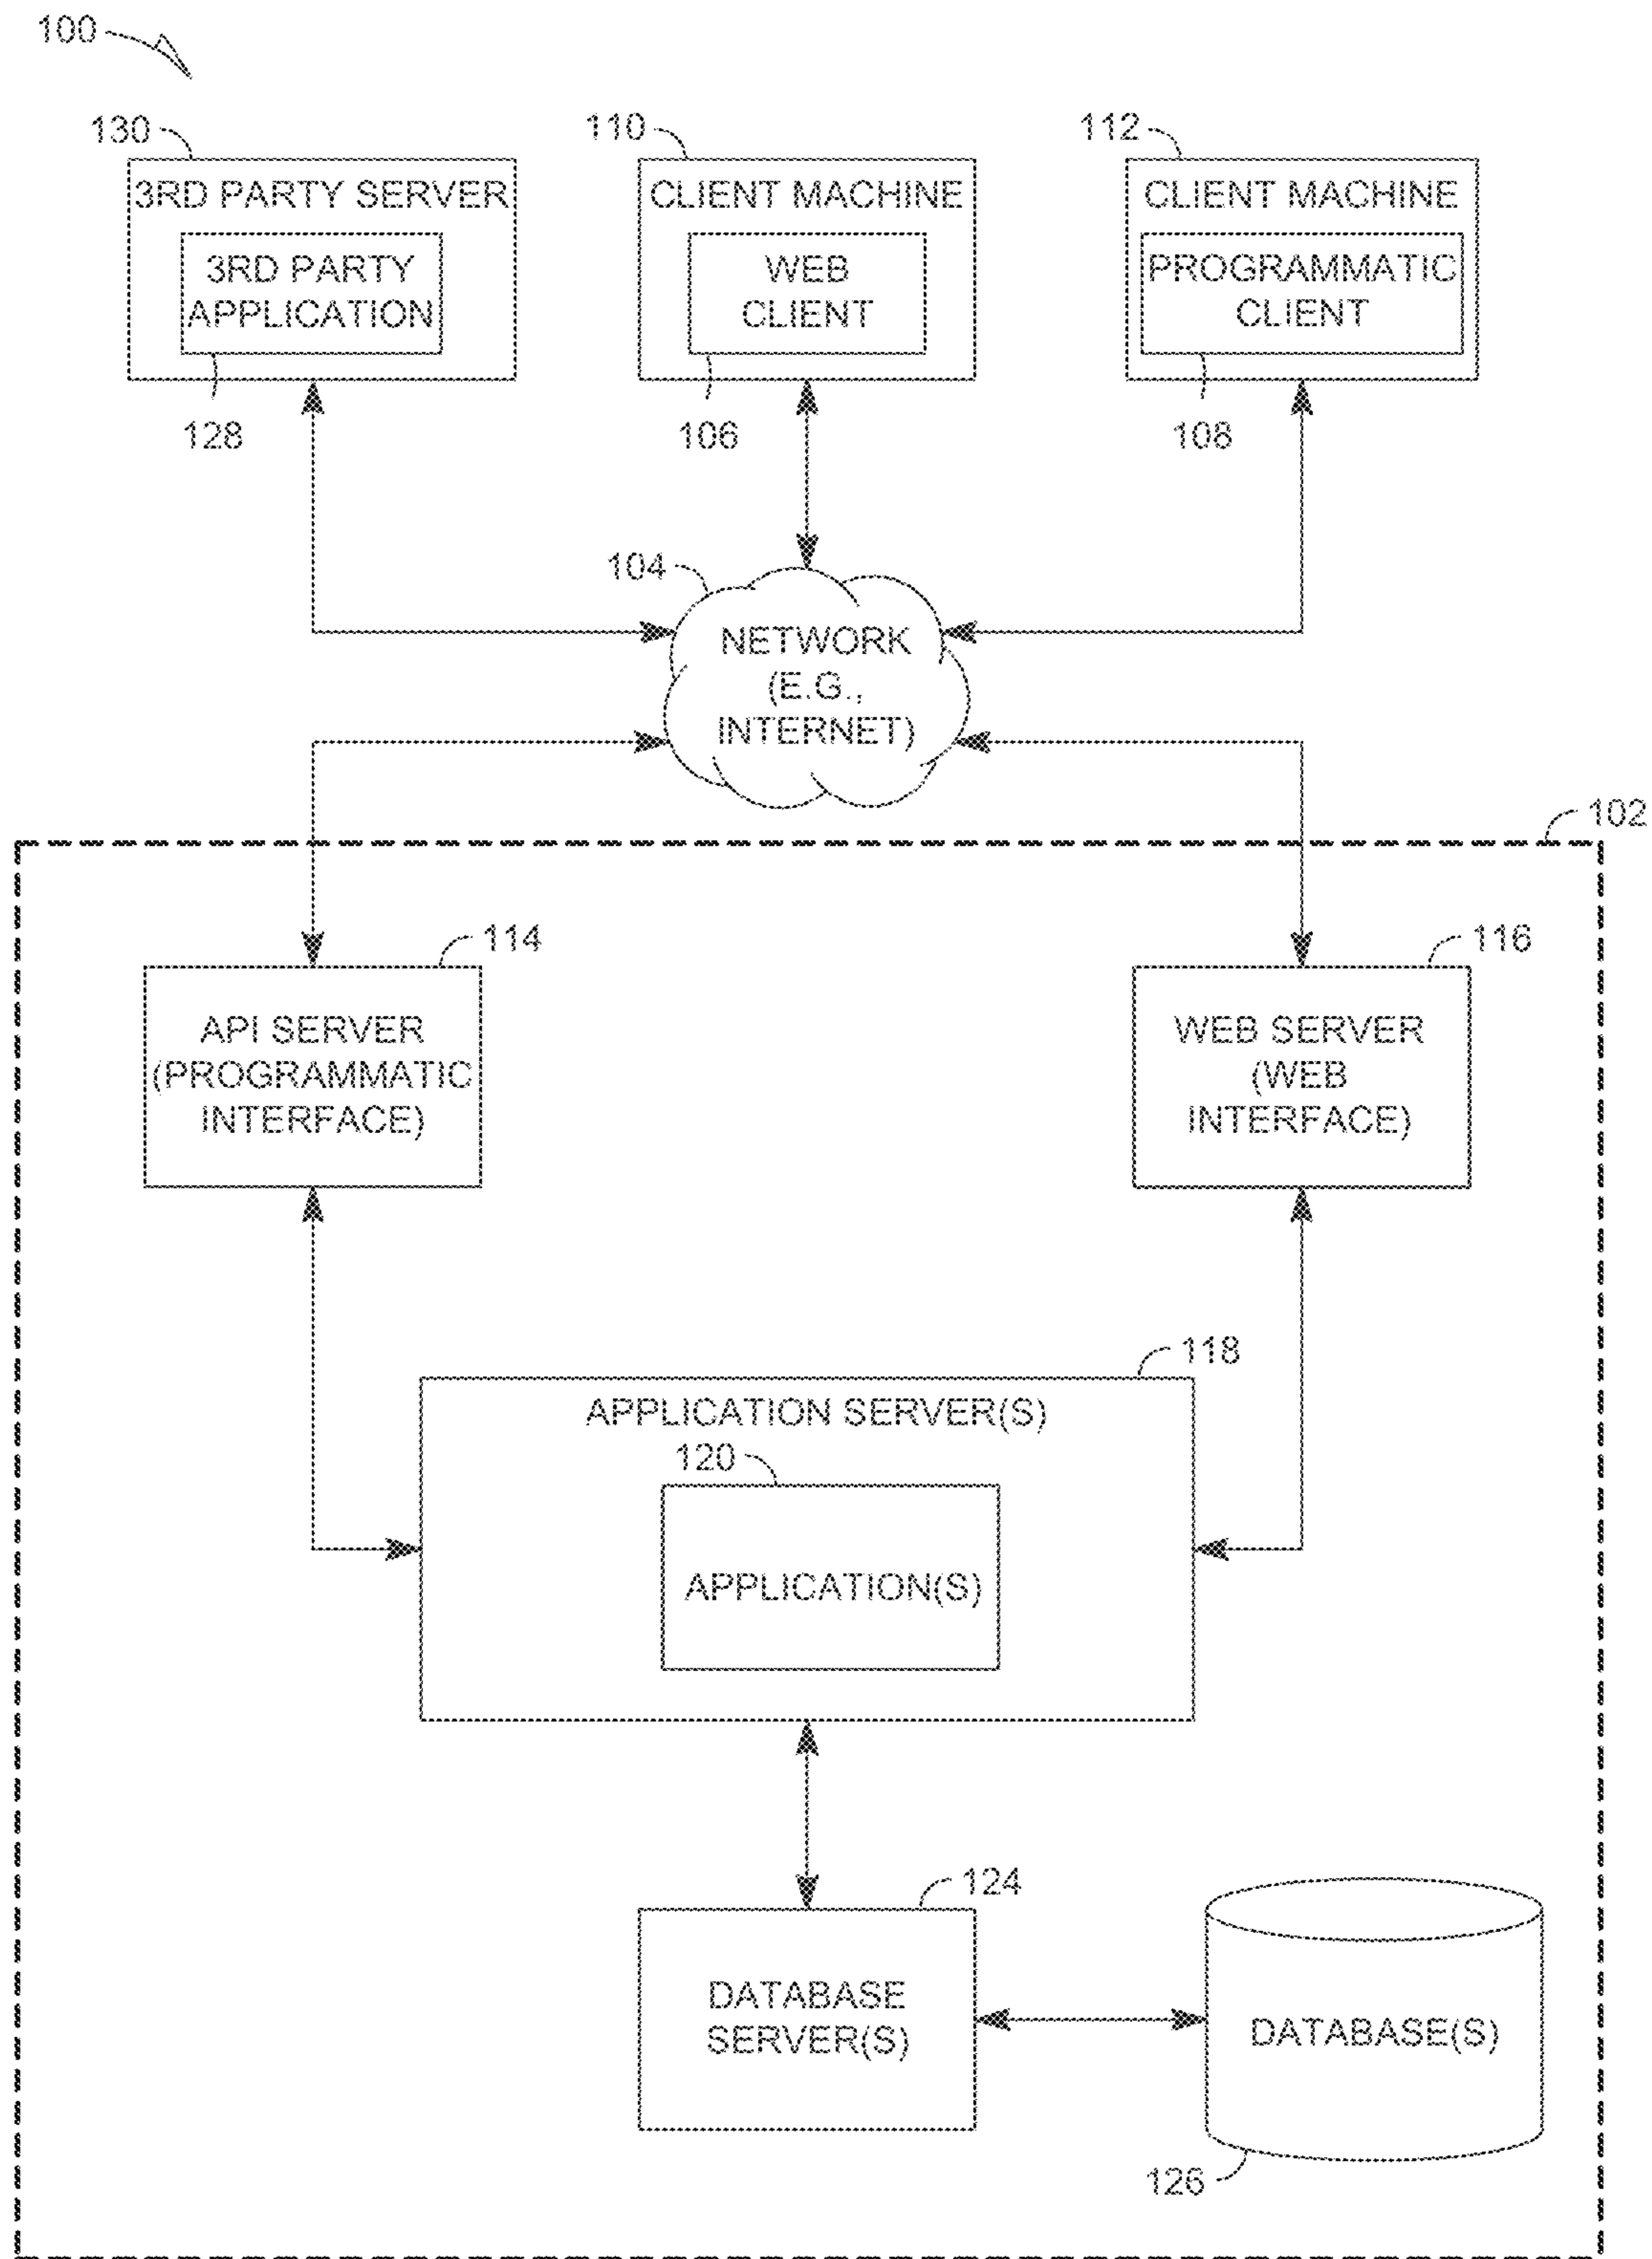 100
130
110
112
3RD PARTY SERVER
CLIENT MACHINE
CLIENT MACHINE
3RD PARTY
APPLICATION
WEB
CLIENT
PROGRAMMATIC
CLIENT
128
106
108
104
NETWORK
(E.G.,
INTERNET)
102
114
116
API SERVER
(PROGRAMMATIC
INTERFACE)
WEB SERVER
(WEB
INTERFACE)
118
APPLICATION SERVER(S)
120
APPLICATION(S)
124
DATABASE
SERVER(S)
DATABASE(S)
126